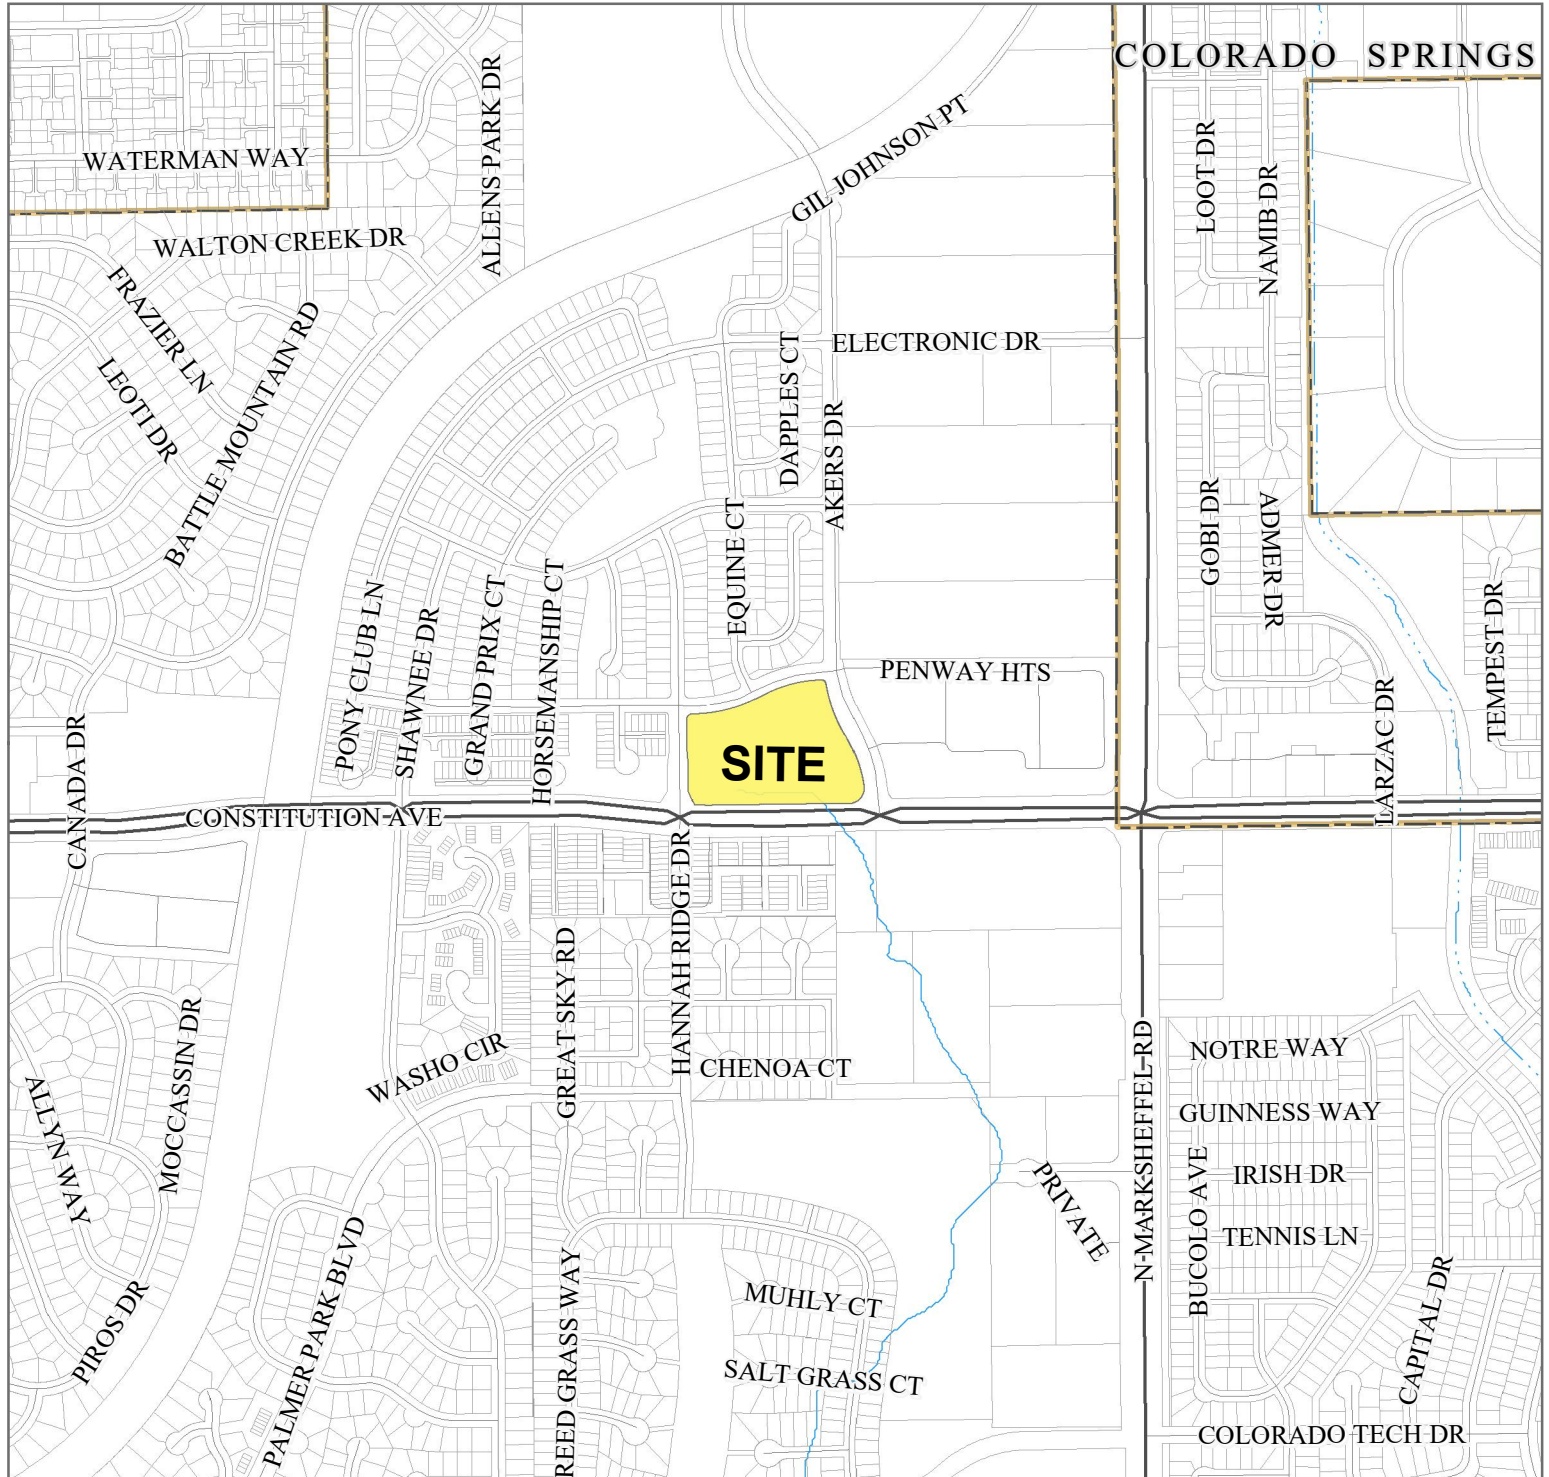 COLORADO SPRINGS
ALLENS PARK DR
GIL JOHNSON PT
WATERMAN WAY
LOOT DR
NAMIB DR
WALTON CREEK DR
FRAZIER LN
BATTLE MOUNTAIN RD
LEOTI DR
ELECTRONIC DR
DAPPLES CT
AKERS DR
GOBI DR
ADMER DR
EQUINE CT
PONY CLUB LN
SHAWNEE DR
GRAND PRIX CT
HORSEMANSHIP CT
TEMPEST DR
PENWAY HTS
LARZAC DR
CANADA DR
SITE
CONSTITUTION AVE
HANNAH RIDGE DR
GREAT SKY RD
MOCCASSIN DR
WASHO CIR
CHENOA CT
N MARKSHEFFEL RD
NOTRE WAY
GUINNESS WAY
ALLYN WAY
IRISH DR
PRIVATE
BUCOLO AVE
TENNIS LN
PALMER PARK BLVD
REED GRASS WAY
MUHLY CT
CAPITAL DR
PIROS DR
SALT GRASS CT
COLORADO TECH DR